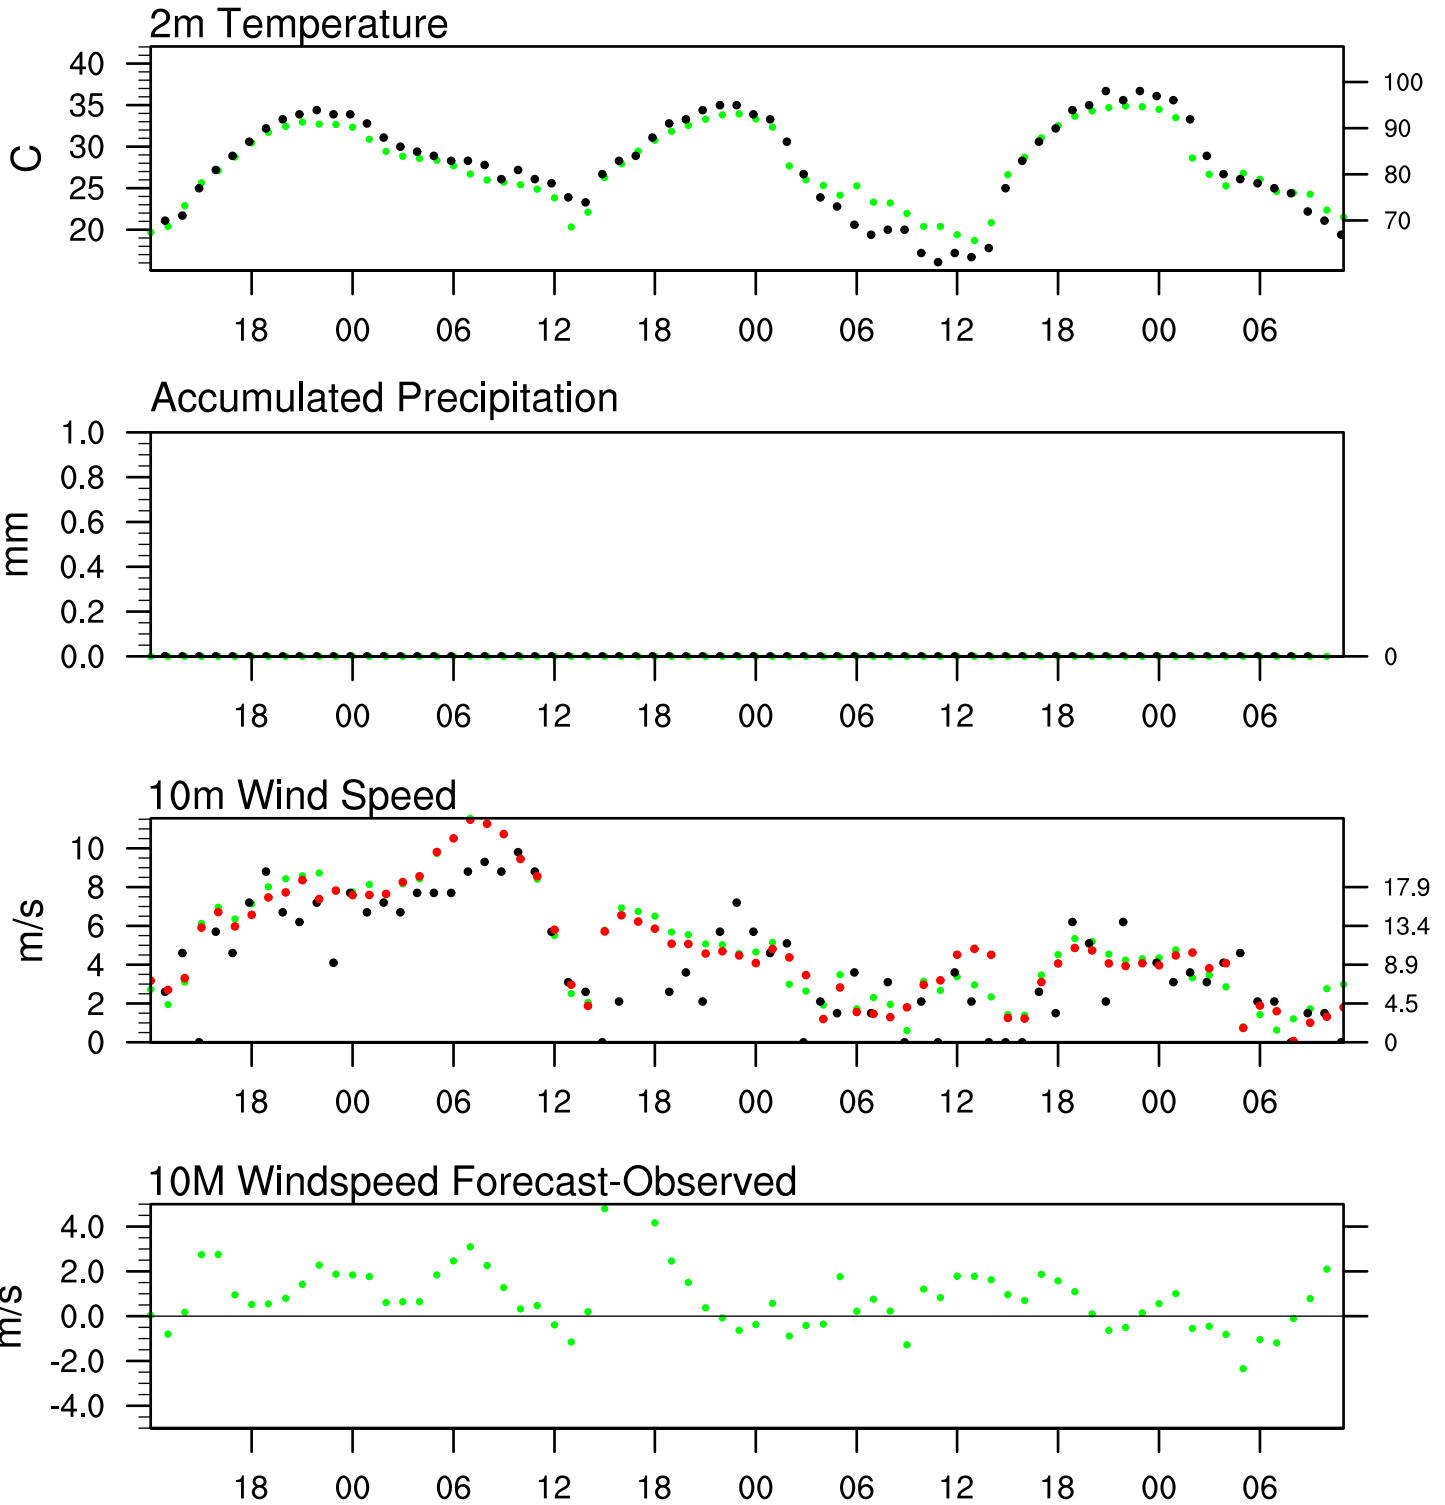 2m Temperature
40
35
30
25
20
C
100
90
80
70
18 00 06 12 18 00 06 12 18 00 06
Accumulated Precipitation
1.0
0.8
0.6
0.4
0.2
0.0
mm
0
18 00 06 12 18 00 06 12 18 00 06
10m Wind Speed
10
8
6
4
2
0
m/s
17.9
13.4
8.9
4.5
0
18 00 06 12 18 00 06 12 18 00 06
10M Windspeed Forecast-Observed
4.0
2.0
0.0
-2.0
-4.0
m/s
18 00 06 12 18 00 06 12 18 00 06